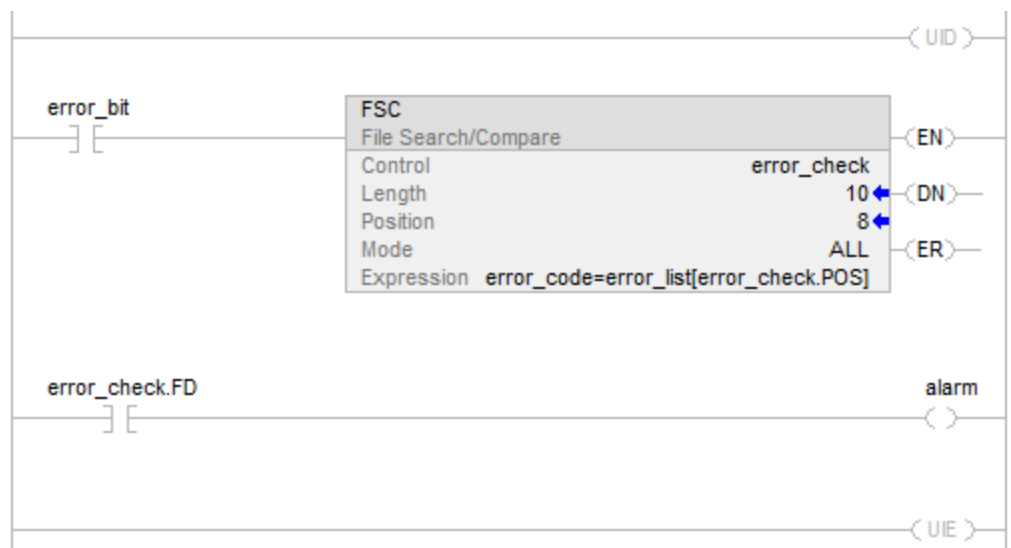 UID
error_bit
FSC
File Search/Compare
EN
Control error_check
Length 10
DN
Position 8
Mode ALL
ER
Expression error_code=error_list[error_check.POS]
error_check.FD
alarm
UIE